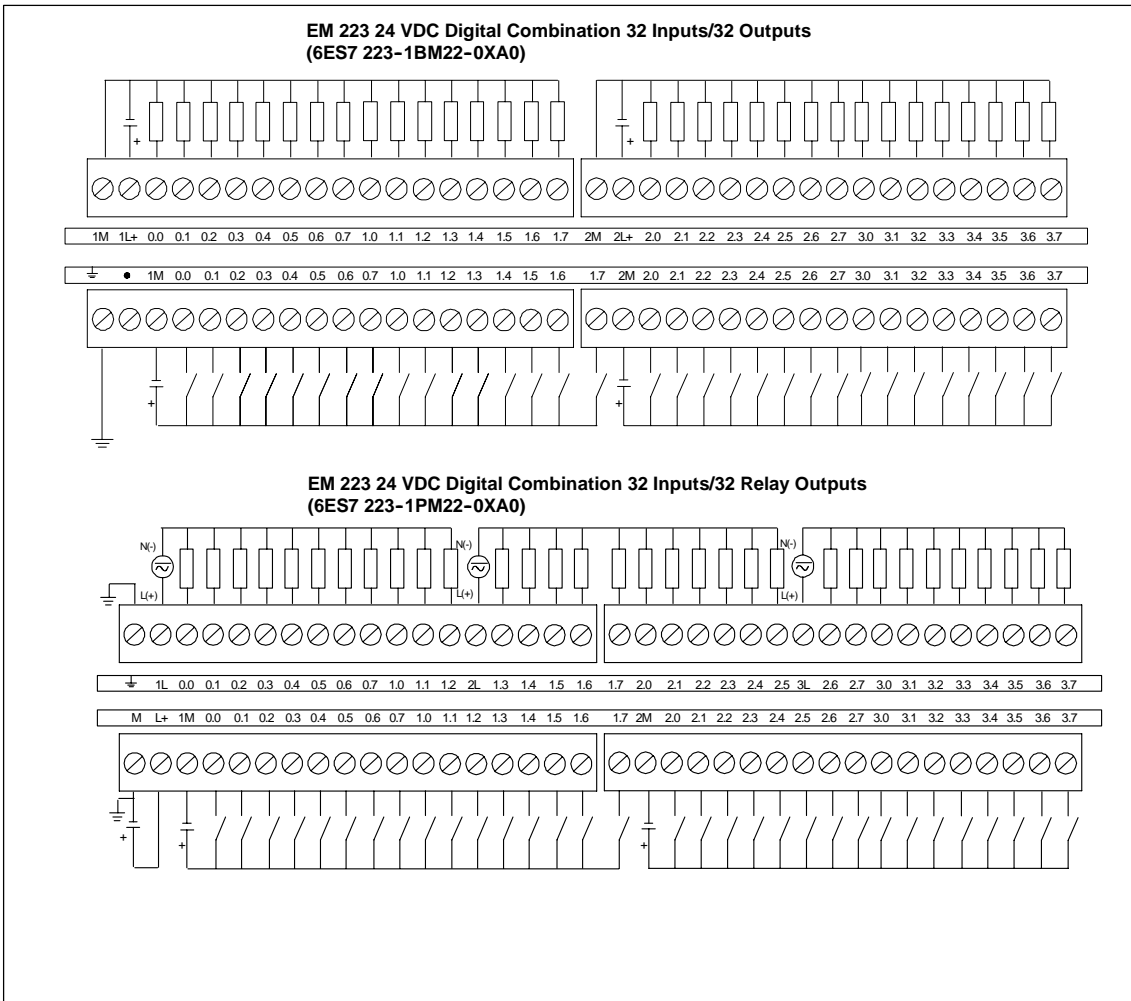 EM 223 24 VDC Digital Combination 32 Inputs/32 Outputs
(6ES7 223-1BM22-0XA0)
+ +
1M 1L+ 0.0 0.1 0.2 0.3 0.4 0.5 0.6 0.7 1.0 1.1 1.2 1.3 1.4 1.5 1.6 1.7 2M 2L+ 2.0 2.1 2.2 2.3 2.4 2.5 2.6 2.7 3.0 3.1 3.2 3.3 3.4 3.5 3.6 3.7
1M 0.0 0.1 0.2 0.3 0.4 0.5 0.6 0.7 1.0 1.1 1.2 1.3 1.4 1.5 1.6 1.7 2M 2.0 2.1 2.2 2.3 2.4 2.5 2.6 2.7 3.0 3.1 3.2 3.3 3.4 3.5 3.6 3.7
+ +
EM 223 24 VDC Digital Combination 32 Inputs/32 Relay Outputs
(6ES7 223-1PM22-0XA0)
N(-) N(-) N(-)
L(+) L(+) L(+)
1L 0.0 0.1 0.2 0.3 0.4 0.5 0.6 0.7 1.0 1.1 1.2 2L 1.3 1.4 1.5 1.6 1.7 2.0 2.1 2.2 2.3 2.4 2.5 3L 2.6 2.7 3.0 3.1 3.2 3.3 3.4 3.5 3.6 3.7
M L+ 1M 0.0 0.1 0.2 0.3 0.4 0.5 0.6 0.7 1.0 1.1 1.2 1.3 1.4 1.5 1.6 1.7 2M 2.0 2.1 2.2 2.3 2.4 2.5 2.6 2.7 3.0 3.1 3.2 3.3 3.4 3.5 3.6 3.7
+ + +